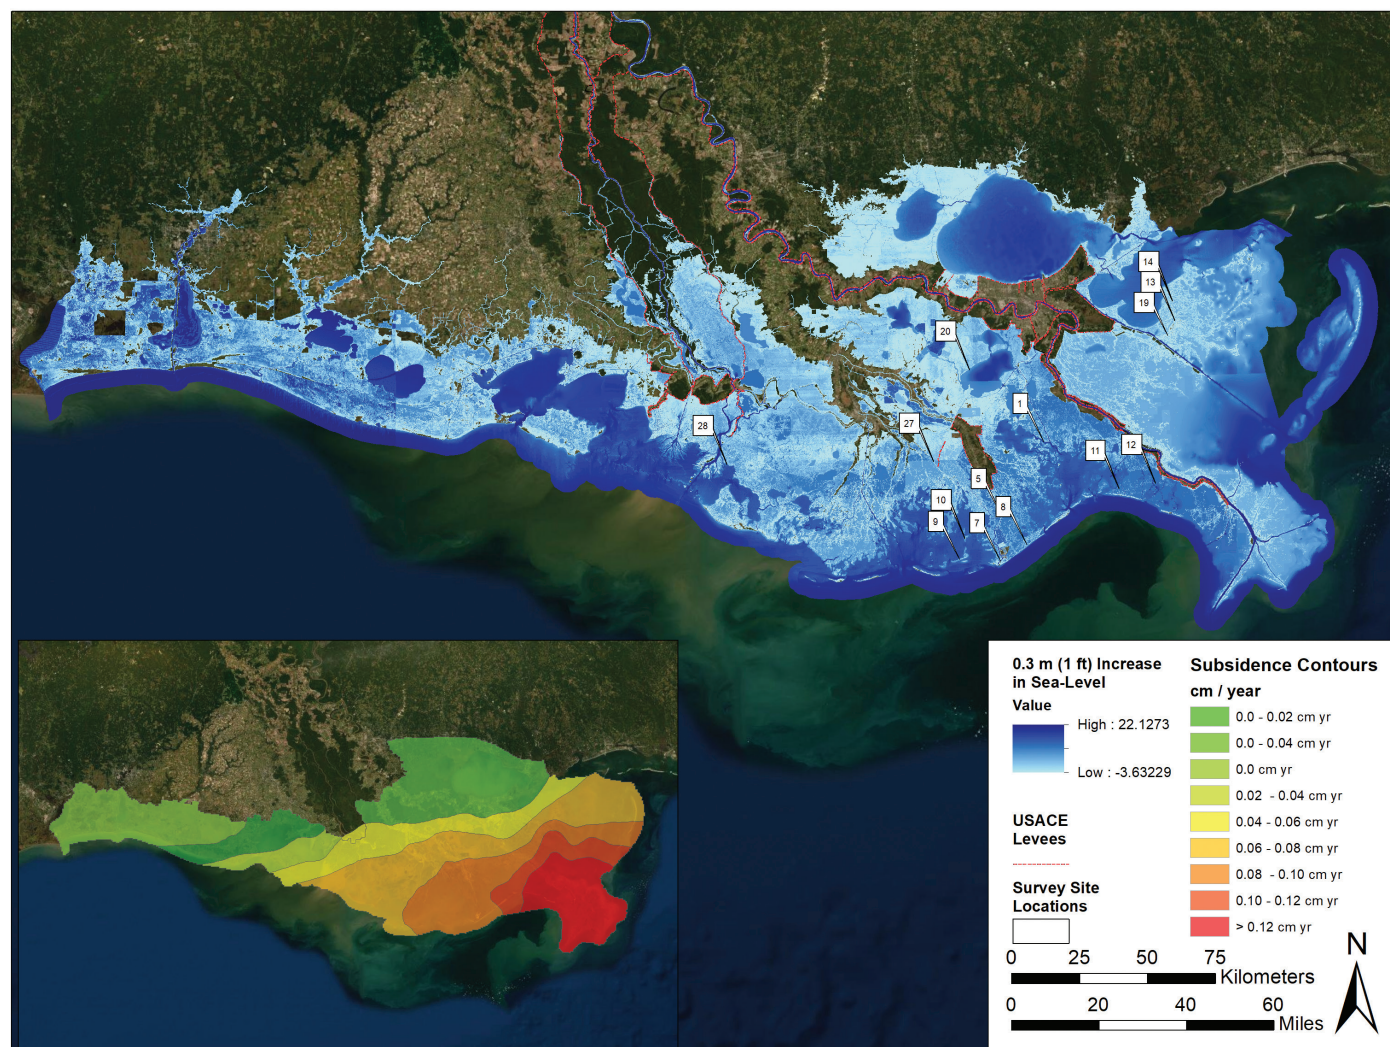 14
13
19
20
1
28
27
11
12
5
10
8
9
7
0.3 m (1 ft) Increase
in Sea-Level
Value
High : 22.1273
Low : -3.63229
USACE
Levees
Survey Site
Locations
Subsidence Contours
cm / year
0.0 - 0.02 cm yr
0.0 - 0.04 cm yr
0.0 cm yr
0.02 - 0.04 cm yr
0.04 - 0.06 cm yr
0.06 - 0.08 cm yr
0.08 - 0.10 cm yr
0.10 - 0.12 cm yr
> 0.12 cm yr
0 25 50 75
Kilometers
0 20 40 60
Miles
N